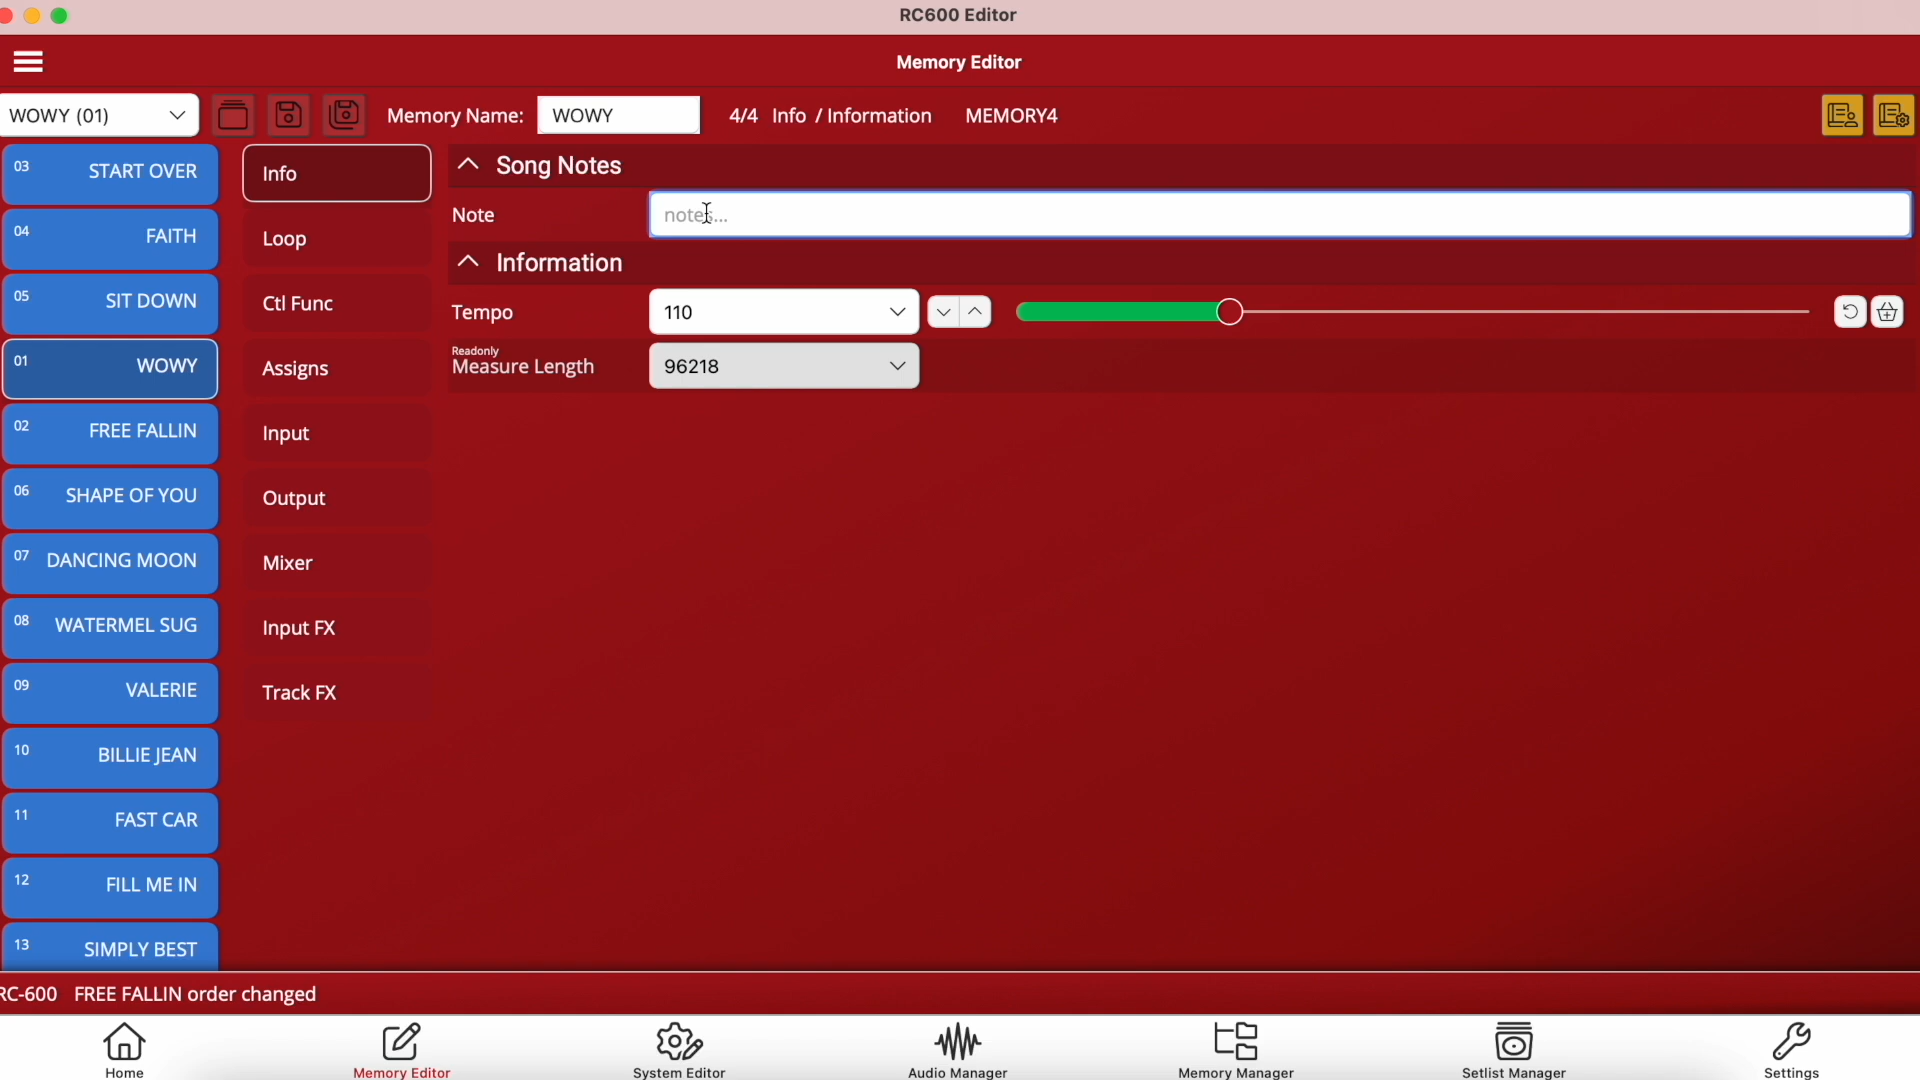 RC600 Editor
Memory Editor
WOWY (01)
Memory Name:
WOWY
4/4 Info / Information MEMORY4
03 START OVER
04 FAITH
05 SIT DOWN
01 WOWY
02 FREE FALLIN
06 SHAPE OF YOU
07 DANCING MOON
08 WATERMEL SUG
09 VALERIE
10 BILLIE JEAN
11 FAST CAR
12 FILL ME IN
13 SIMPLY BEST
Info
Loop
Ctl Func
Assigns
Input
Output
Mixer
Input FX
Track FX
Song Notes
Note
notes...
Information
Tempo
110
Readonly
Measure Length
96218
RC-600 FREE FALLIN order changed
Home
Memory Editor
System Editor
Audio Manager
Memory Manager
Setlist Manager
Settings